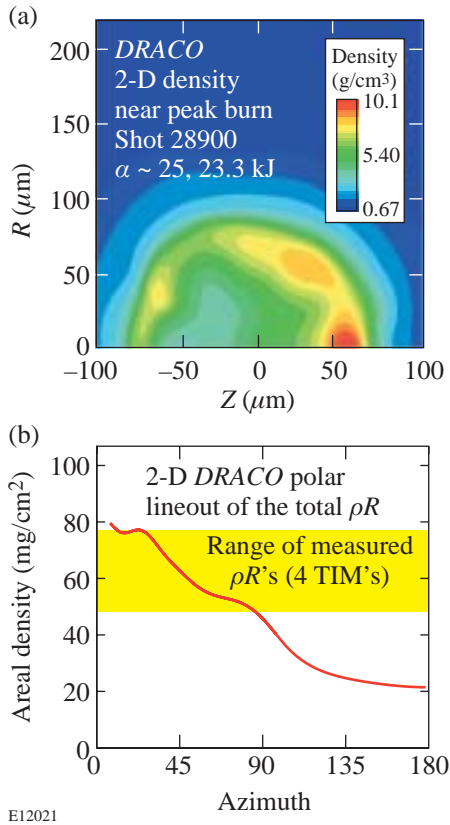 (a)
DRACO
2-D density
near peak burn
Shot 28900
α ~ 25, 23.3 kJ
Density
(g/cm³)
10.1
5.40
0.67
200
150
100
50
0
R (μm)
–100
–50
0
50
100
Z (μm)
(b)
2-D DRACO polar
lineout of the total ρR
Range of measured
ρR's (4 TIM's)
100
80
60
40
20
0
Areal density (mg/cm²)
0
45
90
135
180
Azimuth
E12021